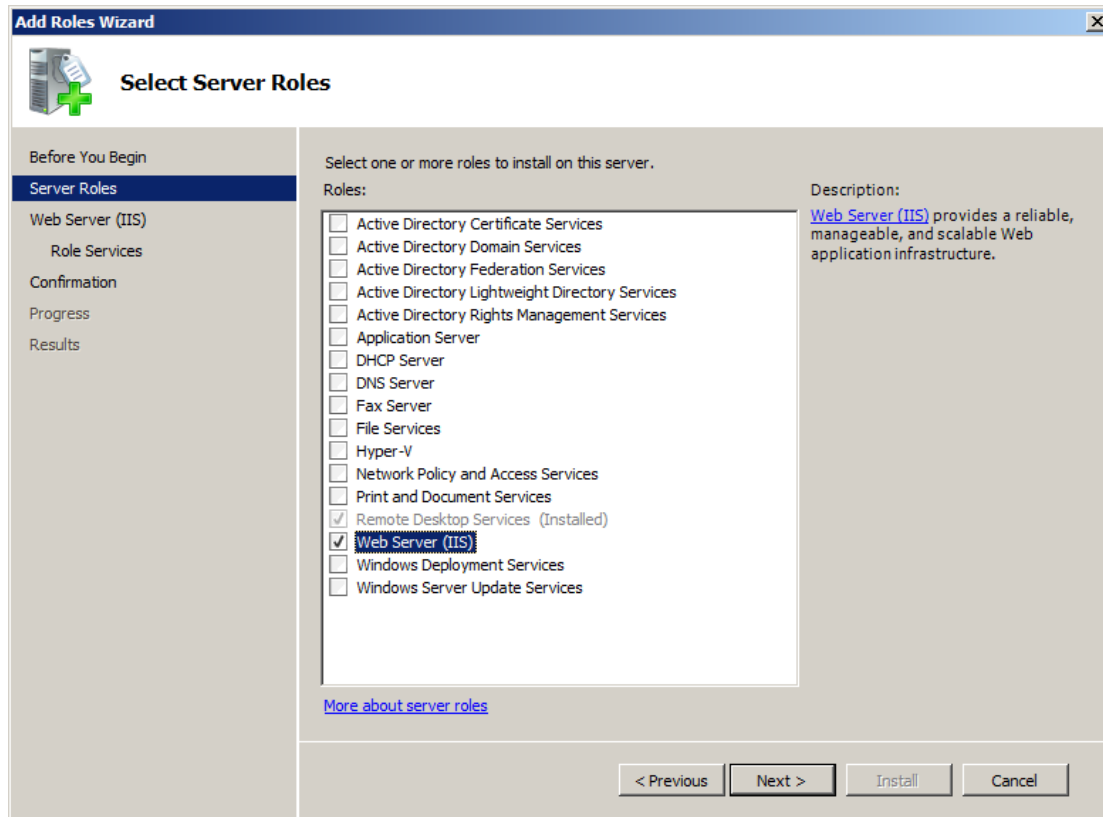 Add Roles Wizard
Select Server Roles
Before You Begin
Server Roles
Web Server (IIS)
Role Services
Confirmation
Progress
Results
Select one or more roles to install on this server.
Roles:
Active Directory Certificate Services
Active Directory Domain Services
Active Directory Federation Services
Active Directory Lightweight Directory Services
Active Directory Rights Management Services
Application Server
DHCP Server
DNS Server
Fax Server
File Services
Hyper-V
Network Policy and Access Services
Print and Document Services
Remote Desktop Services (Installed)
Web Server (IIS)
Windows Deployment Services
Windows Server Update Services
More about server roles
Description:
Web Server (IIS) provides a reliable,
manageable, and scalable Web
application infrastructure.
< Previous
Next >
Install
Cancel